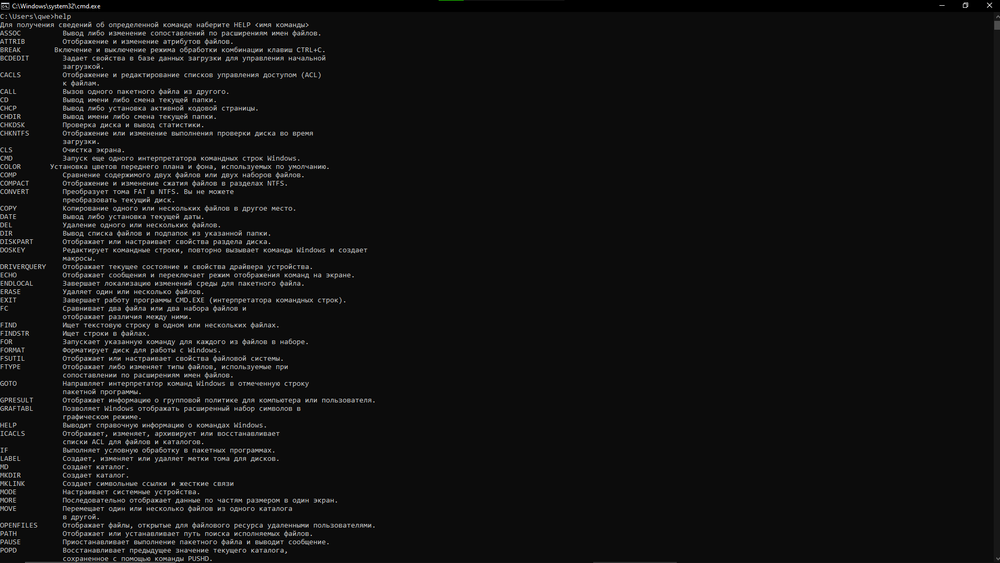 C:\Windows\system32\cmd.exe
C:\Users\qwe>help
Для получения сведений об определенной команде наберите HELP <имя команды>
ASSOC          Вывод либо изменение сопоставлений по расширениям имен файлов.
ATTRIB         Отображение и изменение атрибутов файлов.
BREAK        Включение и выключение режима обработки комбинации клавиш CTRL+C.
BCDEDIT        Задает свойства в базе данных загрузки для управления начальной
               загрузкой.
CACLS          Отображение и редактирование списков управления доступом (ACL)
               к файлам.
CALL           Вызов одного пакетного файла из другого.
CD             Вывод имени либо смена текущей папки.
CHCP           Вывод либо установка активной кодовой страницы.
CHDIR          Вывод имени либо смена текущей папки.
CHKDSK         Проверка диска и вывод статистики.
CHKNTFS        Отображение или изменение выполнения проверки диска во время
               загрузки.
CLS            Очистка экрана.
CMD            Запуск еще одного интерпретатора командных строк Windows.
COLOR       Установка цветов переднего плана и фона, используемых по умолчанию.
COMP           Сравнение содержимого двух файлов или двух наборов файлов.
COMPACT        Отображение и изменение сжатия файлов в разделах NTFS.
CONVERT        Преобразует тома FAT в NTFS. Вы не можете
               преобразовать текущий диск.
COPY           Копирование одного или нескольких файлов в другое место.
DATE           Вывод либо установка текущей даты.
DEL            Удаление одного или нескольких файлов.
DIR            Вывод списка файлов и подпапок из указанной папки.
DISKPART       Отображает или настраивает свойства раздела диска.
DOSKEY         Редактирует командные строки, повторно вызывает команды Windows и создает
               макросы.
DRIVERQUERY    Отображает текущее состояние и свойства драйвера устройства.
ECHO           Отображает сообщения и переключает режим отображения команд на экране.
ENDLOCAL       Завершает локализацию изменений среды для пакетного файла.
ERASE          Удаляет один или несколько файлов.
EXIT           Завершает работу программы CMD.EXE (интерпретатора командных строк).
FC             Сравнивает два файла или два набора файлов и
               отображает различия между ними.
FIND           Ищет текстовую строку в одном или нескольких файлах.
FINDSTR        Ищет строки в файлах.
FOR            Запускает указанную команду для каждого из файлов в наборе.
FORMAT         Форматирует диск для работы с Windows.
FSUTIL         Отображает или настраивает свойства файловой системы.
FTYPE          Отображает либо изменяет типы файлов, используемые при
               сопоставлении по расширениям имен файлов.
GOTO           Направляет интерпретатор команд Windows в отмеченную строку
               пакетной программы.
GPRESULT       Отображает информацию о групповой политике для компьютера или пользователя.
GRAFTABL       Позволяет Windows отображать расширенный набор символов в
               графическом режиме.
HELP           Выводит справочную информацию о командах Windows.
ICACLS         Отображает, изменяет, архивирует или восстанавливает
               списки ACL для файлов и каталогов.
IF             Выполняет условную обработку в пакетных программах.
LABEL          Создает, изменяет или удаляет метки тома для дисков.
MD             Создает каталог.
MKDIR          Создает каталог.
MKLINK         Создает символьные ссылки и жесткие связи
MODE           Настраивает системные устройства.
MORE           Последовательно отображает данные по частям размером в один экран.
MOVE           Перемещает один или несколько файлов из одного каталога
               в другой.
OPENFILES      Отображает файлы, открытые для файлового ресурса удаленными пользователями.
PATH           Отображает или устанавливает путь поиска исполняемых файлов.
PAUSE          Приостанавливает выполнение пакетного файла и выводит сообщение.
POPD           Восстанавливает предыдущее значение текущего каталога,
               сохраненное с помощью команды PUSHD.